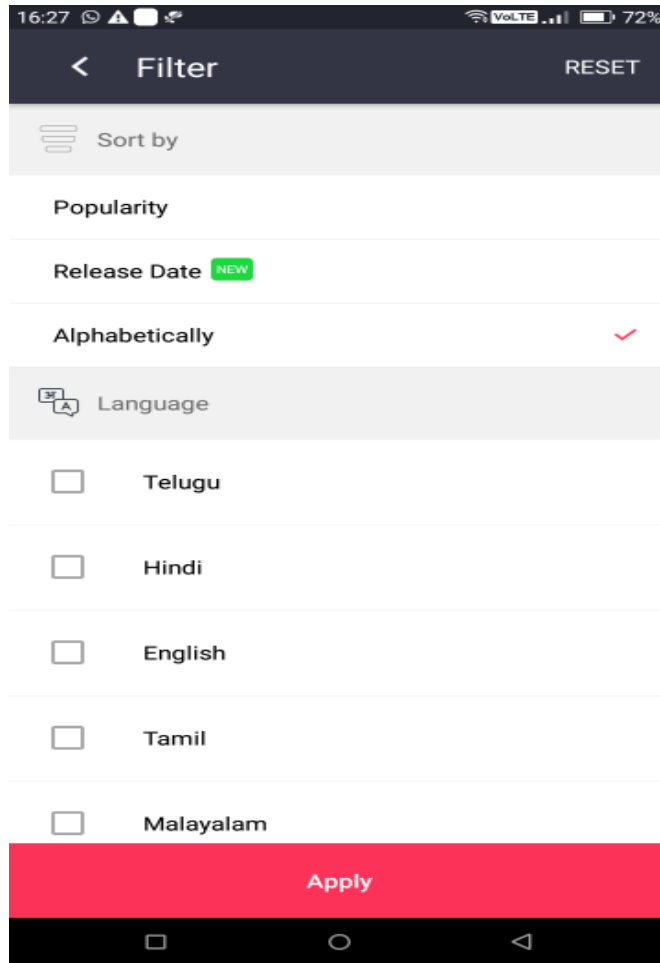 16:27 VoLTE 72%
Filter RESET
Sort by
Popularity
Release Date NEW
Alphabetically
Language
Telugu
Hindi
English
Tamil
Malayalam
Apply